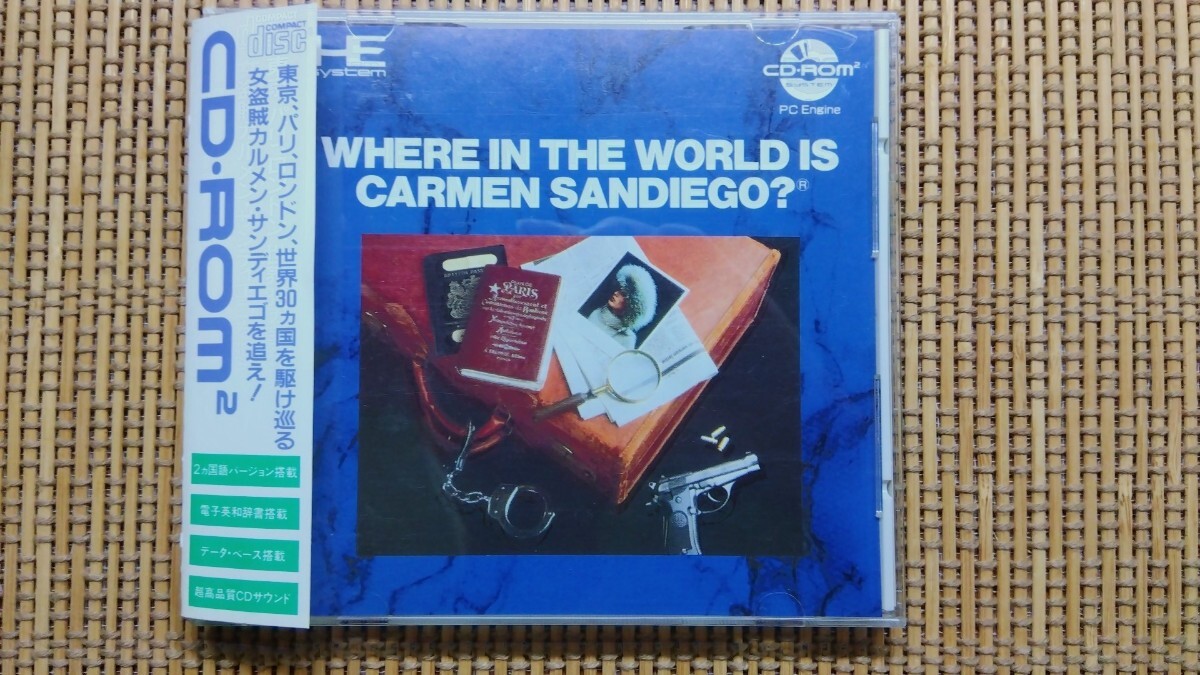 COMPACT
disc
CD·ROM²
東京、パリ、ロンドン、世界30ヵ国を駆け巡る
女盗賊カルメン・サンディエゴを追え!
2ヵ国語バージョン搭載
電子英和辞書搭載
データ・ベース搭載
超高品質CDサウンド
HE
System
CD·ROM²
SYSTEM
PC Engine
WHERE IN THE WORLD IS
CARMEN SANDIEGO?®
PARIS